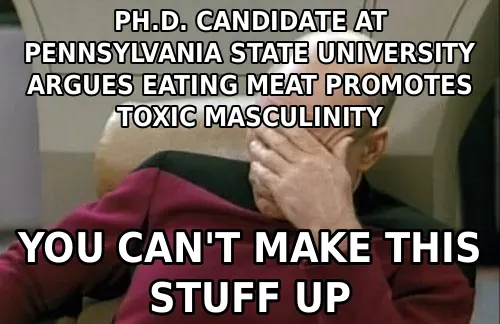 PH.D. CANDIDATE AT
PENNSYLVANIA STATE UNIVERSITY
ARGUES EATING MEAT PROMOTES
TOXIC MASCULINITY
YOU CAN'T MAKE THIS
STUFF UP